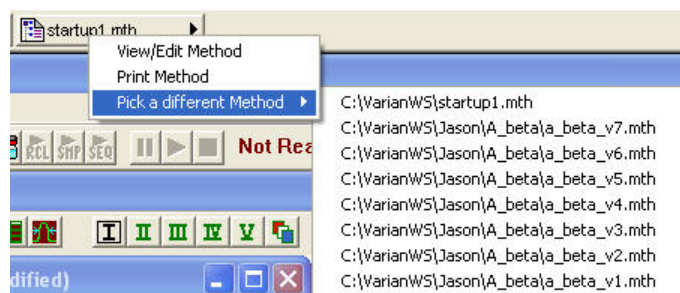 startup1.mth
View/Edit Method
Print Method
Pick a different Method
C:\VarianWS\startup1.mth
C:\VarianWS\Jason\A_beta\a_beta_v7.mth
RCL SMP SEQ
Not Rea
C:\VarianWS\Jason\A_beta\a_beta_v6.mth
C:\VarianWS\Jason\A_beta\a_beta_v5.mth
C:\VarianWS\Jason\A_beta\a_beta_v4.mth
I II III IV V
C:\VarianWS\Jason\A_beta\a_beta_v3.mth
C:\VarianWS\Jason\A_beta\a_beta_v2.mth
dified)
C:\VarianWS\Jason\A_beta\a_beta_v1.mth